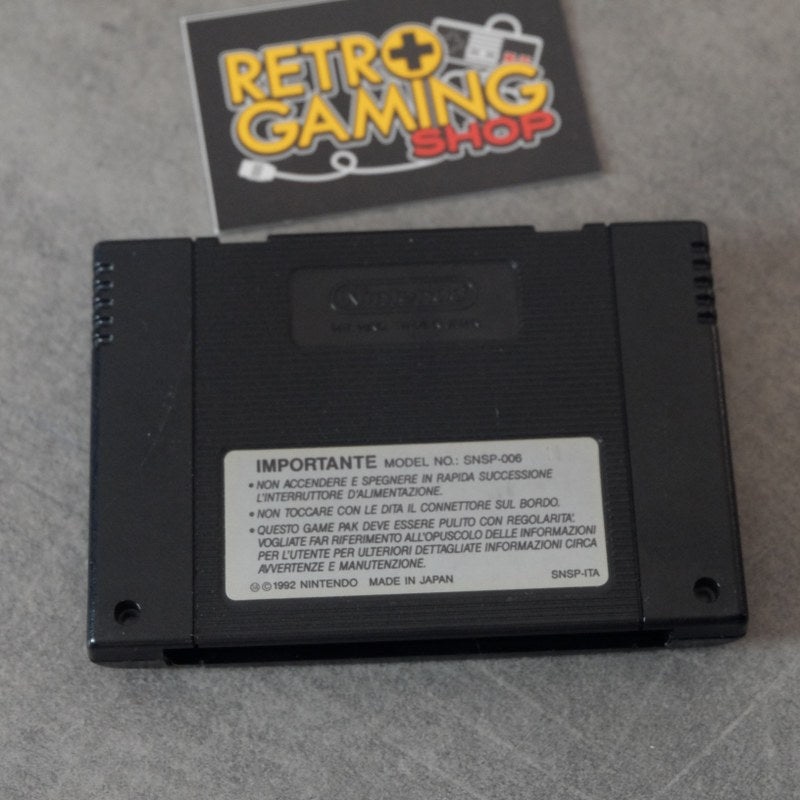 RETRO
GAMING
SHOP
Nintendo
IMPORTANTE MODEL NO.: SNSP-006
• NON ACCENDERE E SPEGNERE IN RAPIDA SUCCESSIONE
L'INTERRUTTORE D'ALIMENTAZIONE.
• NON TOCCARE CON LE DITA IL CONNETTORE SUL BORDO.
• QUESTO GAME PAK DEVE ESSERE PULITO CON REGOLARITA'.
VOGLIATE FAR RIFERIMENTO ALL'OPUSCOLO DELLE INFORMAZIONI
PER L'UTENTE PER ULTERIORI DETTAGLIATE INFORMAZIONI CIRCA
AVVERTENZE E MANUTENZIONE.
© 1992 NINTENDO MADE IN JAPAN SNSP-ITA